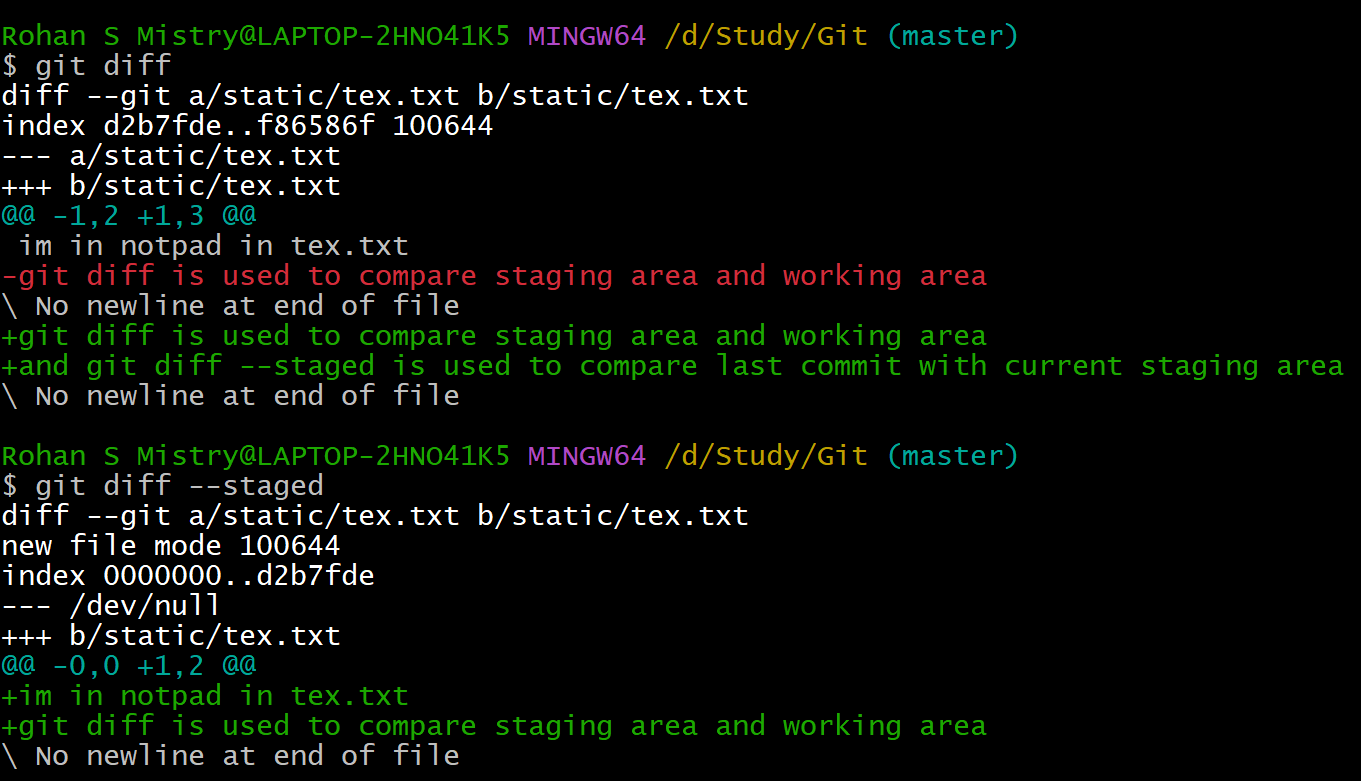 Rohan S Mistry@LAPTOP-2HNO41K5 MINGW64 /d/Study/Git (master)
$ git diff
diff --git a/static/tex.txt b/static/tex.txt
index d2b7fde..f86586f 100644
--- a/static/tex.txt
+++ b/static/tex.txt
@@ -1,2 +1,3 @@
 im in notpad in tex.txt
-git diff is used to compare staging area and working area
\ No newline at end of file
+git diff is used to compare staging area and working area
+and git diff --staged is used to compare last commit with current staging area
\ No newline at end of file

Rohan S Mistry@LAPTOP-2HNO41K5 MINGW64 /d/Study/Git (master)
$ git diff --staged
diff --git a/static/tex.txt b/static/tex.txt
new file mode 100644
index 0000000..d2b7fde
--- /dev/null
+++ b/static/tex.txt
@@ -0,0 +1,2 @@
+im in notpad in tex.txt
+git diff is used to compare staging area and working area
\ No newline at end of file